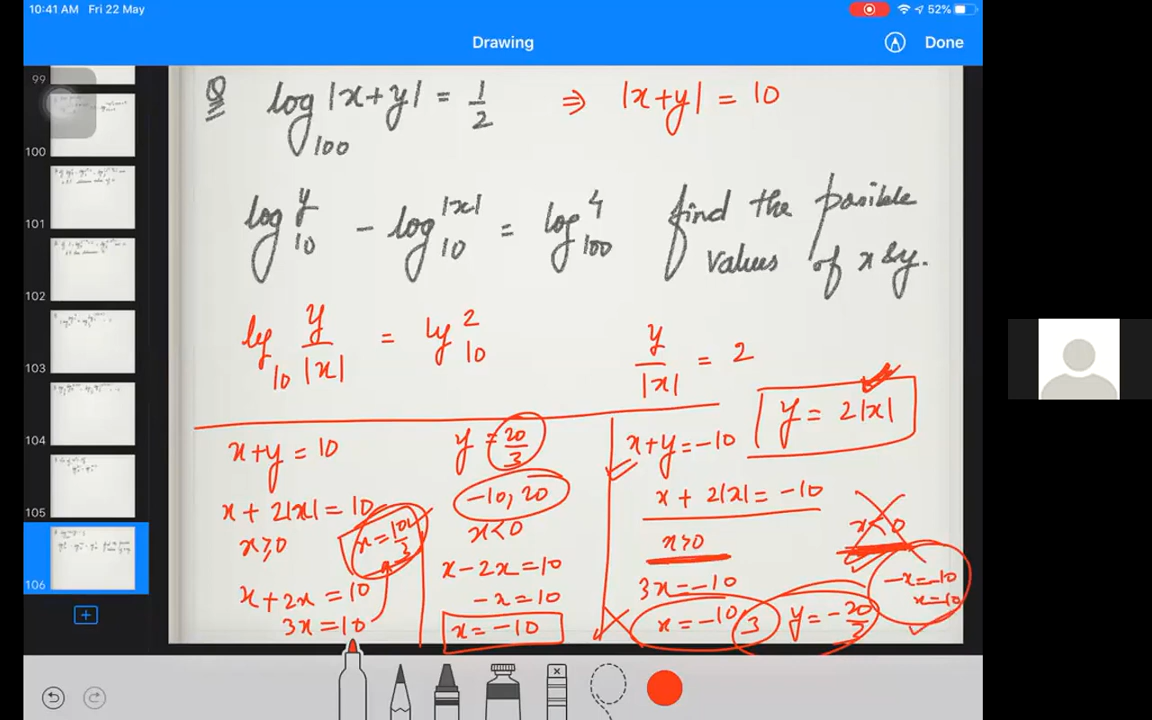 10:41 AM Fri 22 May
52%
Drawing
Done
99
100
101
102
103
104
105
106
Q log₁₀₀ |x+y| = 1/2 ⇒ |x+y| = 10
log₁₀ y - log₁₀ |x| = log₁₀₀ 4 find the possible
values of x & y.
log₁₀ y/|x| = log₁₀ 2
y/|x| = 2
y = 2|x|
x+y = 10
x + 2|x| = 10
x ≥ 0
x + 2x = 10
3x = 10
x = 10/3
y = 20/3
-10, 20
x < 0
x - 2x = 10
-x = 10
x = -10
x+y = -10
x + 2|x| = -10
x > 0
3x = -10
x = -10/3
y = -20/3
x < 0
-x = -10
x = 10